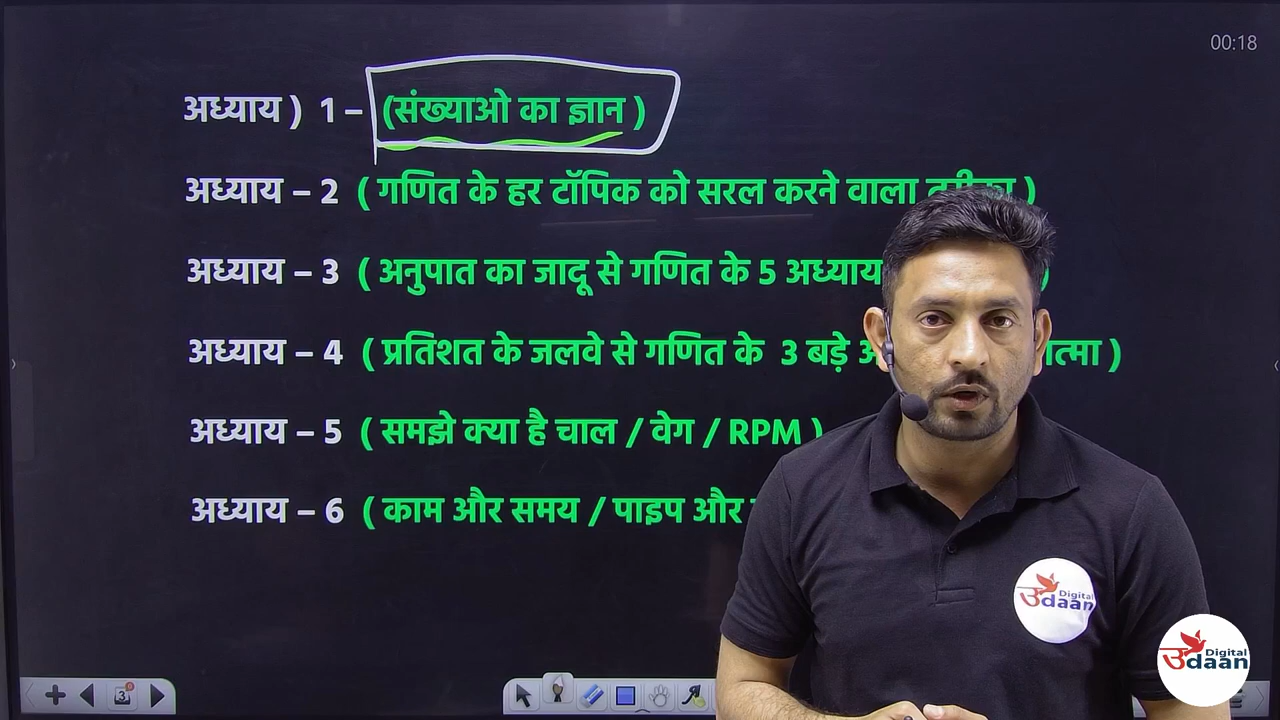 00:18
अध्याय ) 1 – (संख्याओ का ज्ञान )
अध्याय – 2 ( गणित के हर टॉपिक को सरल करने वाला )
अध्याय – 3 ( अनुपात का जादू से गणित के 5 अध्याय )
अध्याय – 4 ( प्रतिशत के जलवे से गणित के 3 बड़े )
अध्याय – 5 ( समझे क्या है चाल / वेग / RPM )
अध्याय – 6 ( काम और समय / पाइप और
Digital
उdaan
Digital
उdaan
3